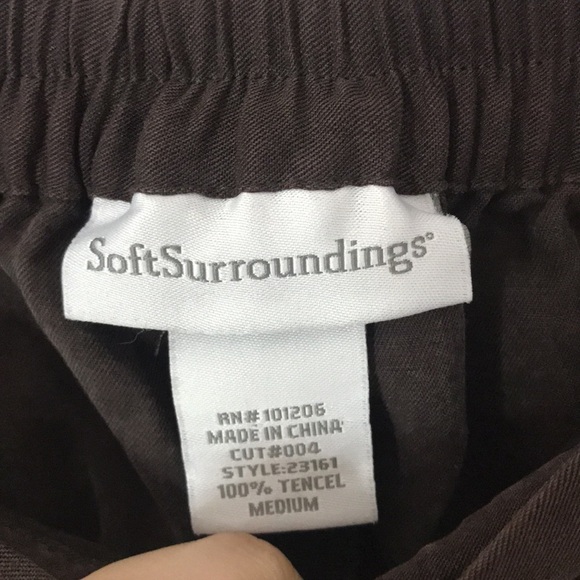 SoftSurroundings®
RN# 101206
MADE IN CHINA
CUT#004
STYLE:23161
100% TENCEL
MEDIUM